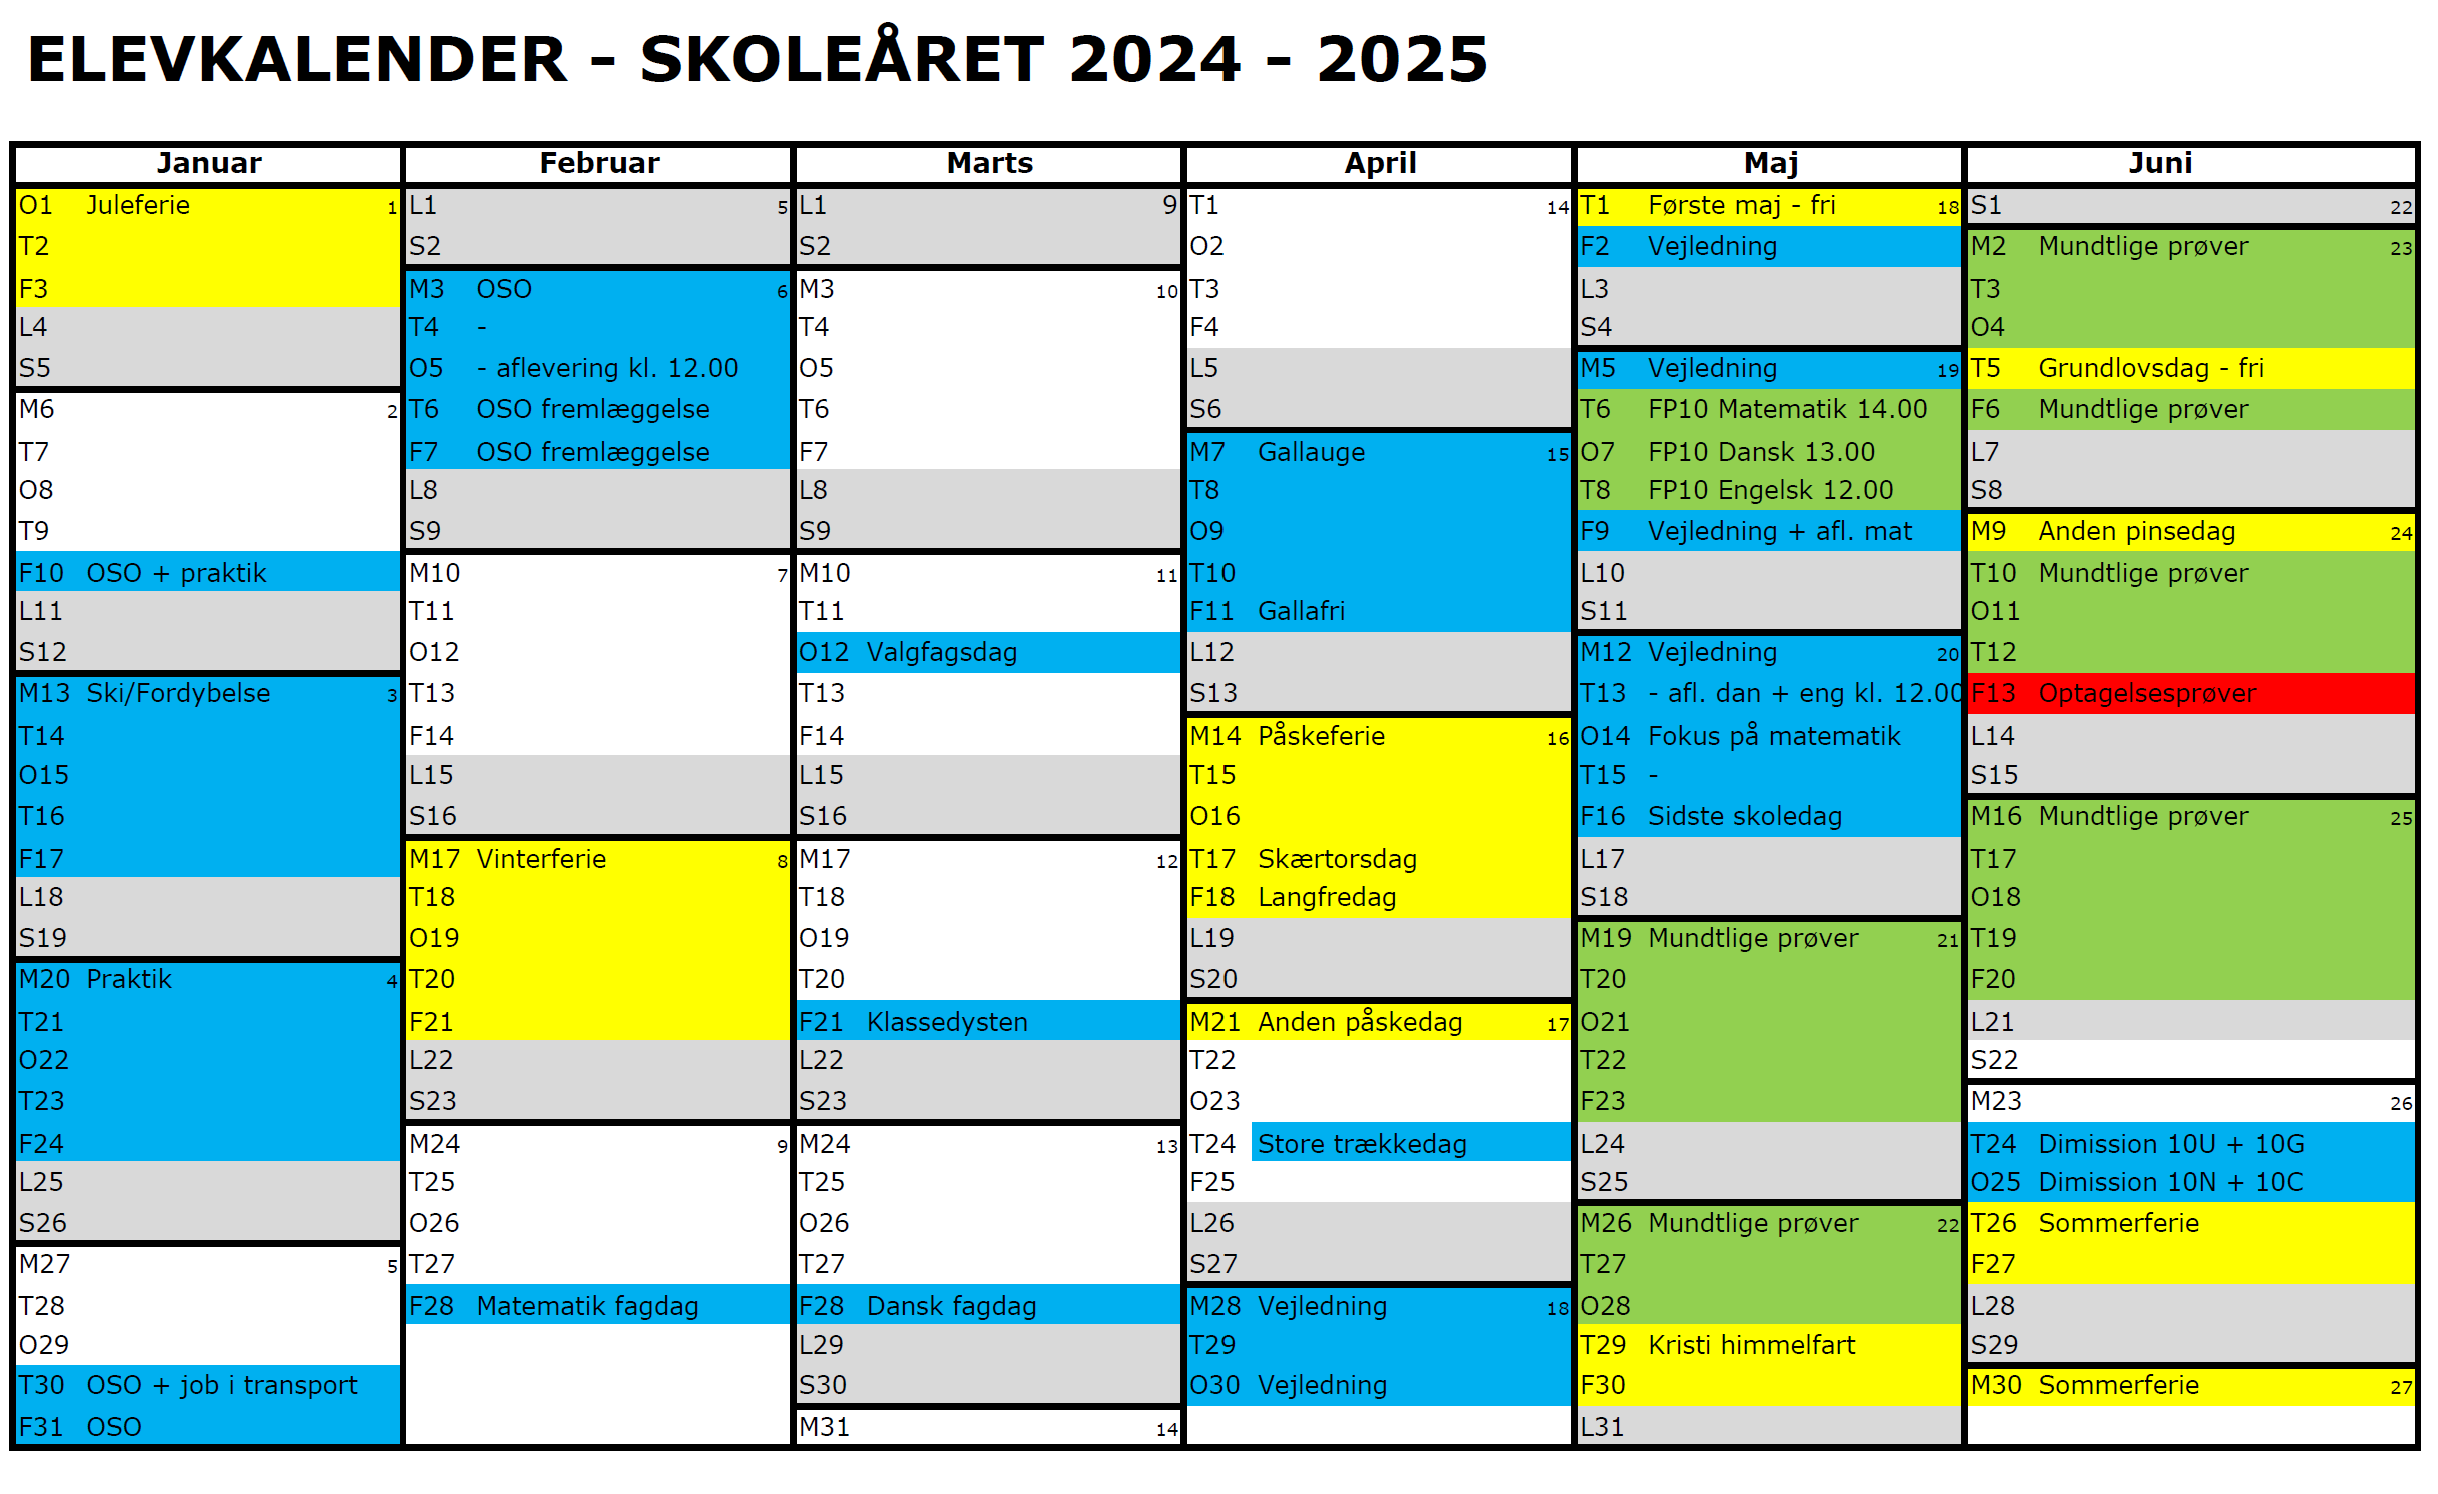 ELEVKALENDER - SKOLEÅRET 2024 - 2025
Januar
O1 Juleferie 1
T2
F3
L4
S5
M6 2
T7
O8
T9
F10 OSO + praktik
L11
S12
M13 Ski/Fordybelse 3
T14
O15
T16
F17
L18
S19
M20 Praktik 4
T21
O22
T23
F24
L25
S26
M27 5
T28
O29
T30 OSO + job i transport
F31 OSO
Februar
L1 5
S2
M3 OSO 6
T4 -
O5 - aflevering kl. 12.00
T6 OSO fremlæggelse
F7 OSO fremlæggelse
L8
S9
M10 7
T11
O12
T13
F14
L15
S16
M17 Vinterferie 8
T18
O19
T20
F21
L22
S23
M24 9
T25
O26
T27
F28 Matematik fagdag
Marts
L1 9
S2
M3 10
T4
O5
T6
F7
L8
S9
M10 11
T11
O12 Valgfagsdag
T13
F14
L15
S16
M17 12
T18
O19
T20
F21 Klassedysten
L22
S23
M24 13
T25
O26
T27
F28 Dansk fagdag
L29
S30
M31 14
April
T1 14
O2
T3
F4
L5
S6
M7 Gallauge 15
T8
O9
T10
F11 Gallafri
L12
S13
M14 Påskeferie 16
T15
O16
T17 Skærtorsdag
F18 Langfredag
L19
S20
M21 Anden påskedag 17
T22
O23
T24 Store trækkedag
F25
L26
S27
M28 Vejledning 18
T29
O30 Vejledning
Maj
T1 Første maj - fri 18
F2 Vejledning
L3
S4
M5 Vejledning 19
T6 FP10 Matematik 14.00
O7 FP10 Dansk 13.00
T8 FP10 Engelsk 12.00
F9 Vejledning + afl. mat
L10
S11
M12 Vejledning 20
T13 - afl. dan + eng kl. 12.00
O14 Fokus på matematik
T15 -
F16 Sidste skoledag
L17
S18
M19 Mundtlige prøver 21
T20
O21
T22
F23
L24
S25
M26 Mundtlige prøver 22
T27
O28
T29 Kristi himmelfart
F30
L31
Juni
S1 22
M2 Mundtlige prøver 23
T3
O4
T5 Grundlovsdag - fri
F6 Mundtlige prøver
L7
S8
M9 Anden pinsedag 24
T10 Mundtlige prøver
O11
T12
F13 Optagelsesprøver
L14
S15
M16 Mundtlige prøver 25
T17
O18
T19
F20
L21
S22
M23 26
T24 Dimission 10U + 10G
O25 Dimission 10N + 10C
T26 Sommerferie
F27
L28
S29
M30 Sommerferie 27